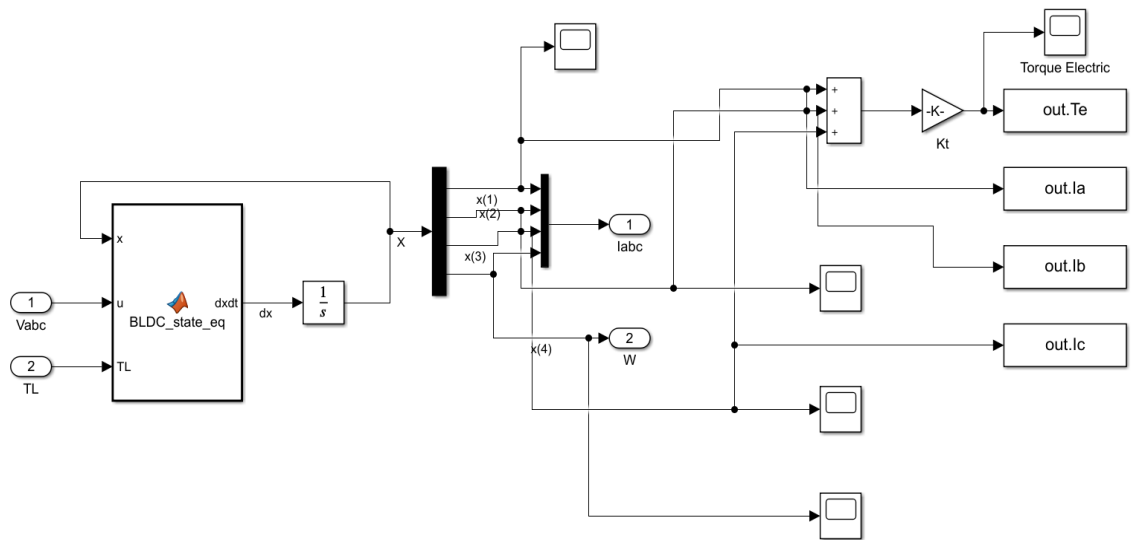 Torque Electric
+
+
+
-K-
Kt
out.Te
out.Ia
out.Ib
out.Ic
x
u
TL
BLDC_state_eq
dxdt
dx
1
s
X
1
Vabc
2
TL
x(1)
x(2)
x(3)
x(4)
1
Iabc
2
W